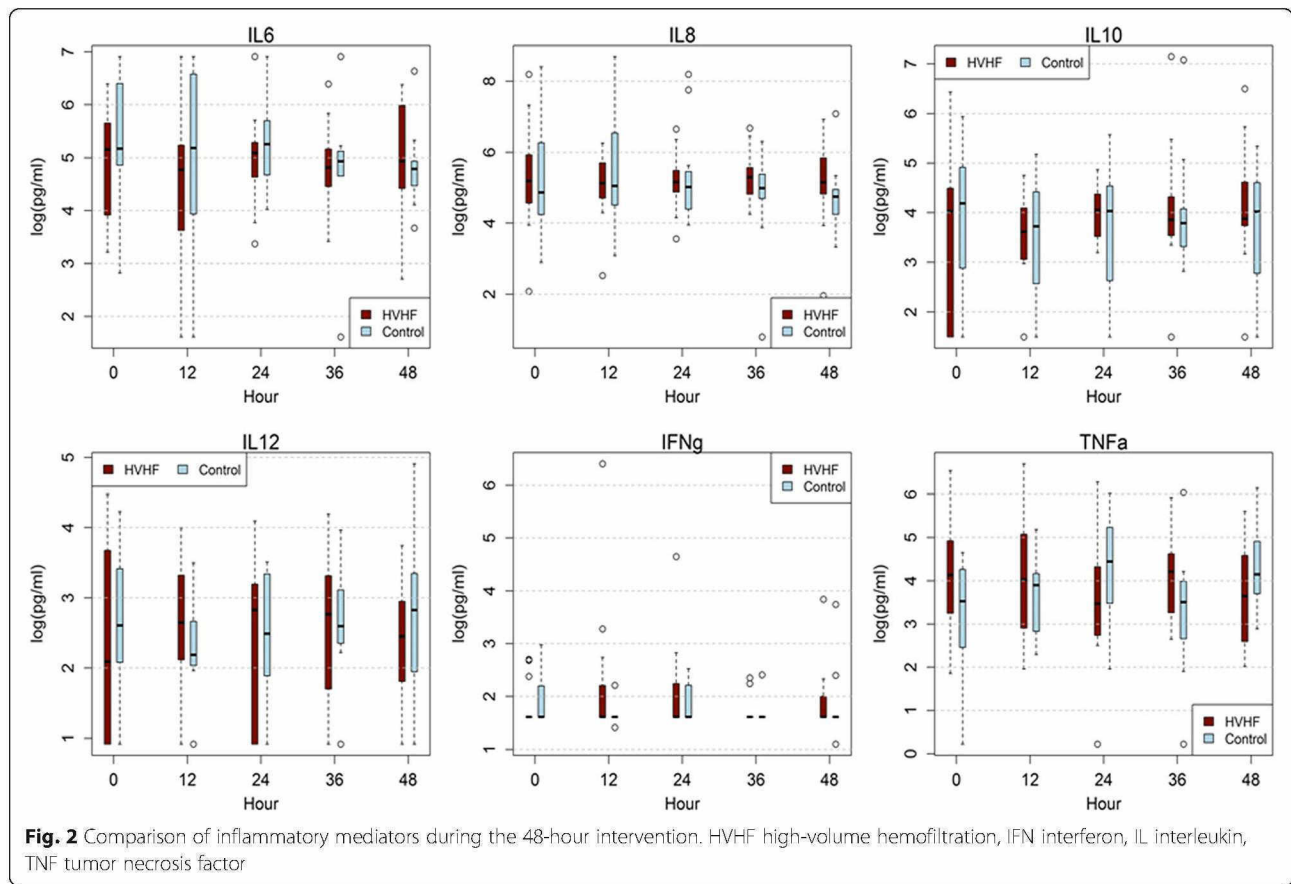 IL6
log(pg/ml)
7
6
5
4
3
2
HVHF
Control
0 12 24 36 48
Hour
IL8
log(pg/ml)
8
6
4
2
HVHF
Control
0 12 24 36 48
Hour
IL10
log(pg/ml)
HVHF Control
7
6
5
4
3
2
0 12 24 36 48
Hour
IL12
log(pg/ml)
HVHF Control
5
4
3
2
1
0 12 24 36 48
Hour
IFNg
log(pg/ml)
HVHF
Control
6
5
4
3
2
1
0 12 24 36 48
Hour
TNFa
log(pg/ml)
6
5
4
3
2
1
0
HVHF
Control
0 12 24 36 48
Hour
Fig. 2 Comparison of inflammatory mediators during the 48-hour intervention. HVHF high-volume hemofiltration, IFN interferon, IL interleukin,
TNF tumor necrosis factor